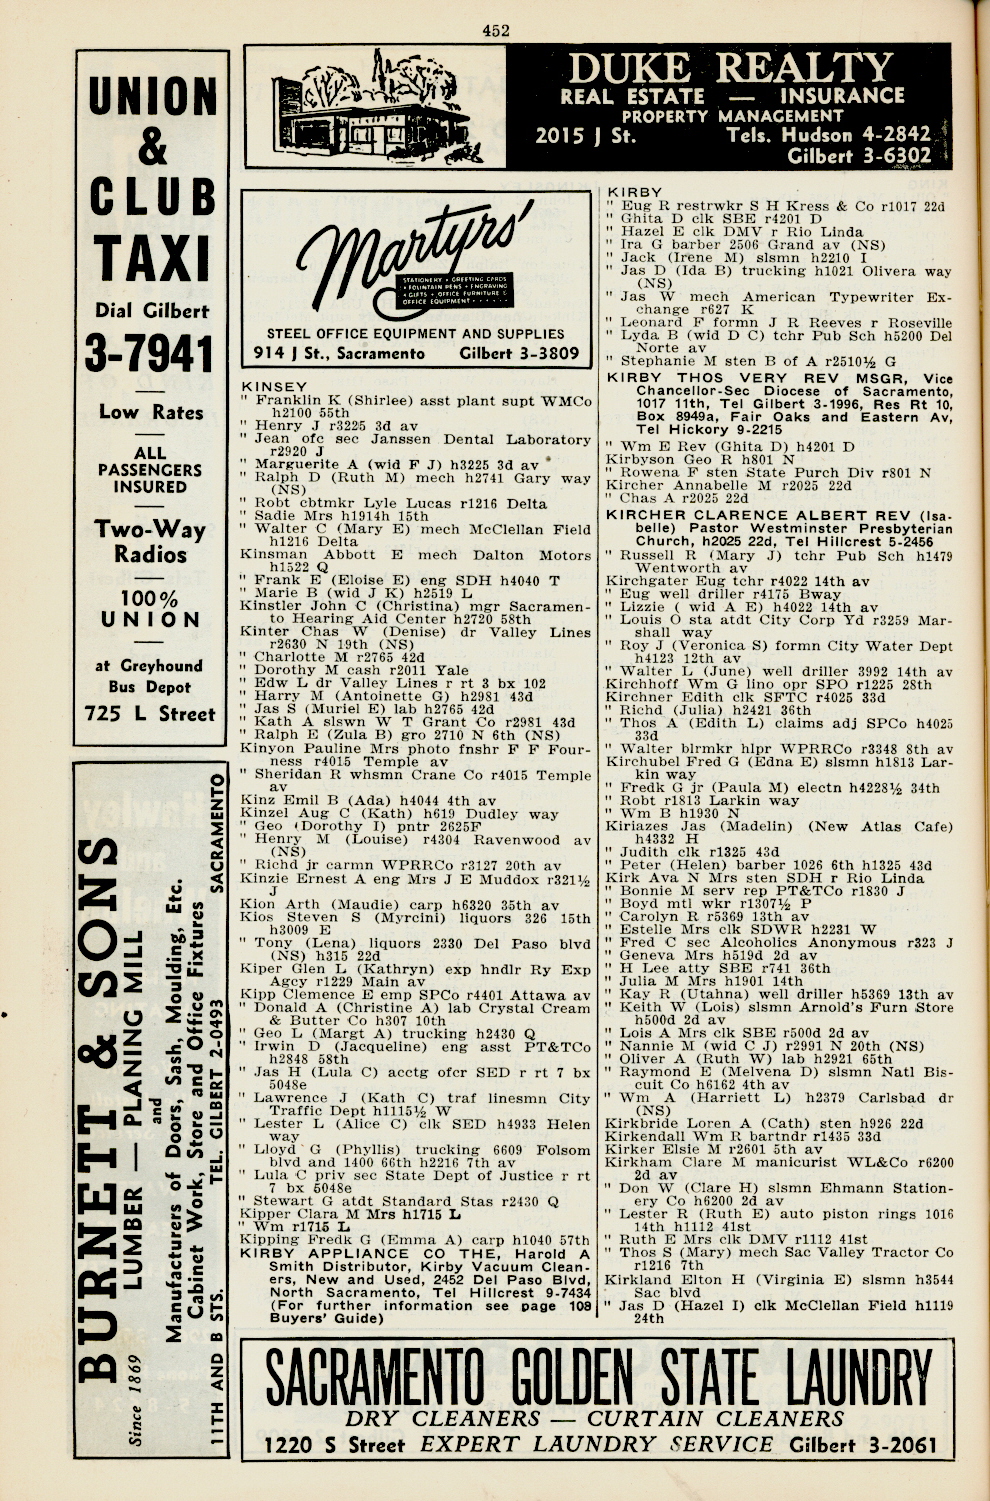 452
UNION
&
CLUB
TAXI
Dial Gilbert
3-7941
Low Rates
ALL
PASSENGERS
INSURED
Two-Way
Radios
100%
UNION
at Greyhound
Bus Depot
725 L Street
BURNETT & SONS
Since 1869
LUMBER — PLANING MILL
and
Manufacturers of Doors, Sash, Moulding, Etc.
Cabinet Work, Store and Office Fixtures
11TH AND B STS. TEL. GILBERT 2-0493 SACRAMENTO
DUKE REALTY
REAL ESTATE — INSURANCE
PROPERTY MANAGEMENT
2015 J St. Tels. Hudson 4-2842
Gilbert 3-6302
Martyrs'
STATIONERY • GREETING CARDS
• FOUNTAIN PENS • ENGRAVING
• GIFTS • OFFICE FURNITURE &
OFFICE EQUIPMENT
STEEL OFFICE EQUIPMENT AND SUPPLIES
914 J St., Sacramento Gilbert 3-3809
KINSEY
" Franklin K (Shirlee) asst plant supt WMCo
h2100 55th
" Henry J r3225 3d av
" Jean ofc sec Janssen Dental Laboratory
r2920 J
" Marguerite A (wid F J) h3225 3d av
" Ralph D (Ruth M) mech h2741 Gary way
(NS)
" Robt cbtmkr Lyle Lucas r1216 Delta
" Sadie Mrs h1914h 15th
" Walter C (Mary E) mech McClellan Field
h1216 Delta
Kinsman Abbott E mech Dalton Motors
h1522 Q
" Frank E (Eloise E) eng SDH h4040 T
" Marie B (wid J K) h2519 L
Kinstler John C (Christina) mgr Sacramen-
to Hearing Aid Center h2720 58th
Kinter Chas W (Denise) dr Valley Lines
r2630 N 19th (NS)
" Charlotte M r2765 42d
" Dorothy M cash r2011 Yale
" Edw L dr Valley Lines r rt 3 bx 102
" Harry M (Antoinette G) h2981 43d
" Jas S (Muriel E) lab h2765 42d
" Kath A slswn W T Grant Co r2981 43d
" Ralph E (Zula B) gro 2710 N 6th (NS)
Kinyon Pauline Mrs photo fnshr F F Four-
ness r4015 Temple av
" Sheridan R whsmn Crane Co r4015 Temple
av
Kinz Emil B (Ada) h4044 4th av
Kinzel Aug C (Kath) h619 Dudley way
" Geo (Dorothy I) pntr 2625F
" Henry M (Louise) r4304 Ravenwood av
(NS)
" Richd jr carmn WPRRCo r3127 20th av
Kinzie Ernest A eng Mrs J E Muddox r321½
J
Kion Arth (Maudie) carp h6320 35th av
Kios Steven S (Myrcini) liquors 326 15th
h3009 E
" Tony (Lena) liquors 2330 Del Paso blvd
(NS) h315 22d
Kiper Glen L (Kathryn) exp hndlr Ry Exp
Agcy r1229 Main av
Kipp Clemence E emp SPCo r4401 Attawa av
" Donald A (Christine A) lab Crystal Cream
& Butter Co h307 10th
" Geo L (Margt A) trucking h2430 Q
" Irwin D (Jacqueline) eng asst PT&TCo
h2848 58th
" Jas H (Lula C) acctg ofcr SED r rt 7 bx
5048e
" Lawrence J (Kath C) traf linesmn City
Traffic Dept h1115½ W
" Lester L (Alice C) clk SED h4933 Helen
way
" Lloyd G (Phyllis) trucking 6609 Folsom
blvd and 1400 66th h2216 7th av
" Lula C priv sec State Dept of Justice r rt
7 bx 5048e
" Stewart G atdt Standard Stas r2430 Q
Kipper Clara M Mrs h1715 L
" Wm r1715 L
Kipping Fredk G (Emma A) carp h1040 57th
KIRBY APPLIANCE CO THE, Harold A
Smith Distributor, Kirby Vacuum Clean-
ers, New and Used, 2452 Del Paso Blvd,
North Sacramento, Tel Hillcrest 9-7434
(For further information see page 108
Buyers' Guide)
KIRBY
" Eug R restrwkr S H Kress & Co r1017 22d
" Ghita D clk SBE r4201 D
" Hazel E clk DMV r Rio Linda
" Ira G barber 2506 Grand av (NS)
" Jack (Irene M) slsmn h2210 I
" Jas D (Ida B) trucking h1021 Olivera way
(NS)
" Jas W mech American Typewriter Ex-
change r627 K
" Leonard F formn J R Reeves r Roseville
" Lyda B (wid D C) tchr Pub Sch h5200 Del
Norte av
" Stephanie M sten B of A r2510½ G
KIRBY THOS VERY REV MSGR, Vice
Chancellor-Sec Diocese of Sacramento,
1017 11th, Tel Gilbert 3-1996, Res Rt 10,
Box 8949a, Fair Oaks and Eastern Av,
Tel Hickory 9-2215
" Wm E Rev (Ghita D) h4201 D
Kirbyson Geo R h801 N
" Rowena F sten State Purch Div r801 N
Kircher Annabelle M r2025 22d
" Chas A r2025 22d
KIRCHER CLARENCE ALBERT REV (Isa-
belle) Pastor Westminster Presbyterian
Church, h2025 22d, Tel Hillcrest 5-2456
" Russell R (Mary J) tchr Pub Sch h1479
Wentworth av
Kirchgater Eug tchr r4022 14th av
" Eug well driller r4175 Bway
" Lizzie ( wid A E) h4022 14th av
" Louis O sta atdt City Corp Yd r3259 Mar-
shall way
" Roy J (Veronica S) formn City Water Dept
h4123 12th av
" Walter L (June) well driller 3992 14th av
Kirchhoff Wm G lino opr SPO r1225 28th
Kirchner Edith clk SFTC r4025 33d
" Richd (Julia) h2421 36th
" Thos A (Edith L) claims adj SPCo h4025
33d
" Walter blrmkr hlpr WPRRCo r3348 8th av
Kirchubel Fred G (Edna E) slsmn h1813 Lar-
kin way
" Fredk G jr (Paula M) electn h4228½ 34th
" Robt r1813 Larkin way
" Wm B h1930 N
Kiriazes Jas (Madelin) (New Atlas Cafe)
h4332 H
" Judith clk r1325 43d
" Peter (Helen) barber 1026 6th h1325 43d
Kirk Ava N Mrs sten SDH r Rio Linda
" Bonnie M serv rep PT&TCo r1830 J
" Boyd mtl wkr r1307½ P
" Carolyn R r5369 13th av
" Estelle Mrs clk SDWR h2231 W
" Fred C sec Alcoholics Anonymous r323 J
" Geneva Mrs h519d 2d av
" H Lee atty SBE r741 36th
" Julia M Mrs h1901 14th
" Kay R (Utahna) well driller h5369 13th av
" Keith W (Lois) slsmn Arnold's Furn Store
h500d 2d av
" Lois A Mrs clk SBE r500d 2d av
" Nannie M (wid C J) r2991 N 20th (NS)
" Oliver A (Ruth W) lab h2921 65th
" Raymond E (Melvena D) slsmn Natl Bis-
cuit Co h6162 4th av
" Wm A (Harriett L) h2379 Carlsbad dr
(NS)
Kirkbride Loren A (Cath) sten h926 22d
Kirkendall Wm R bartndr r1435 33d
Kirker Elsie M r2601 5th av
Kirkham Clare M manicurist WL&Co r6200
2d av
" Don W (Clare H) slsmn Ehmann Station-
ery Co h6200 2d av
" Lester R (Ruth E) auto piston rings 1016
14th h1112 41st
" Ruth E Mrs clk DMV r1112 41st
" Thos S (Mary) mech Sac Valley Tractor Co
r1216 7th
Kirkland Elton H (Virginia E) slsmn h3544
Sac blvd
" Jas D (Hazel I) clk McClellan Field h1119
24th
SACRAMENTO GOLDEN STATE LAUNDRY
DRY CLEANERS — CURTAIN CLEANERS
1220 S Street EXPERT LAUNDRY SERVICE Gilbert 3-2061